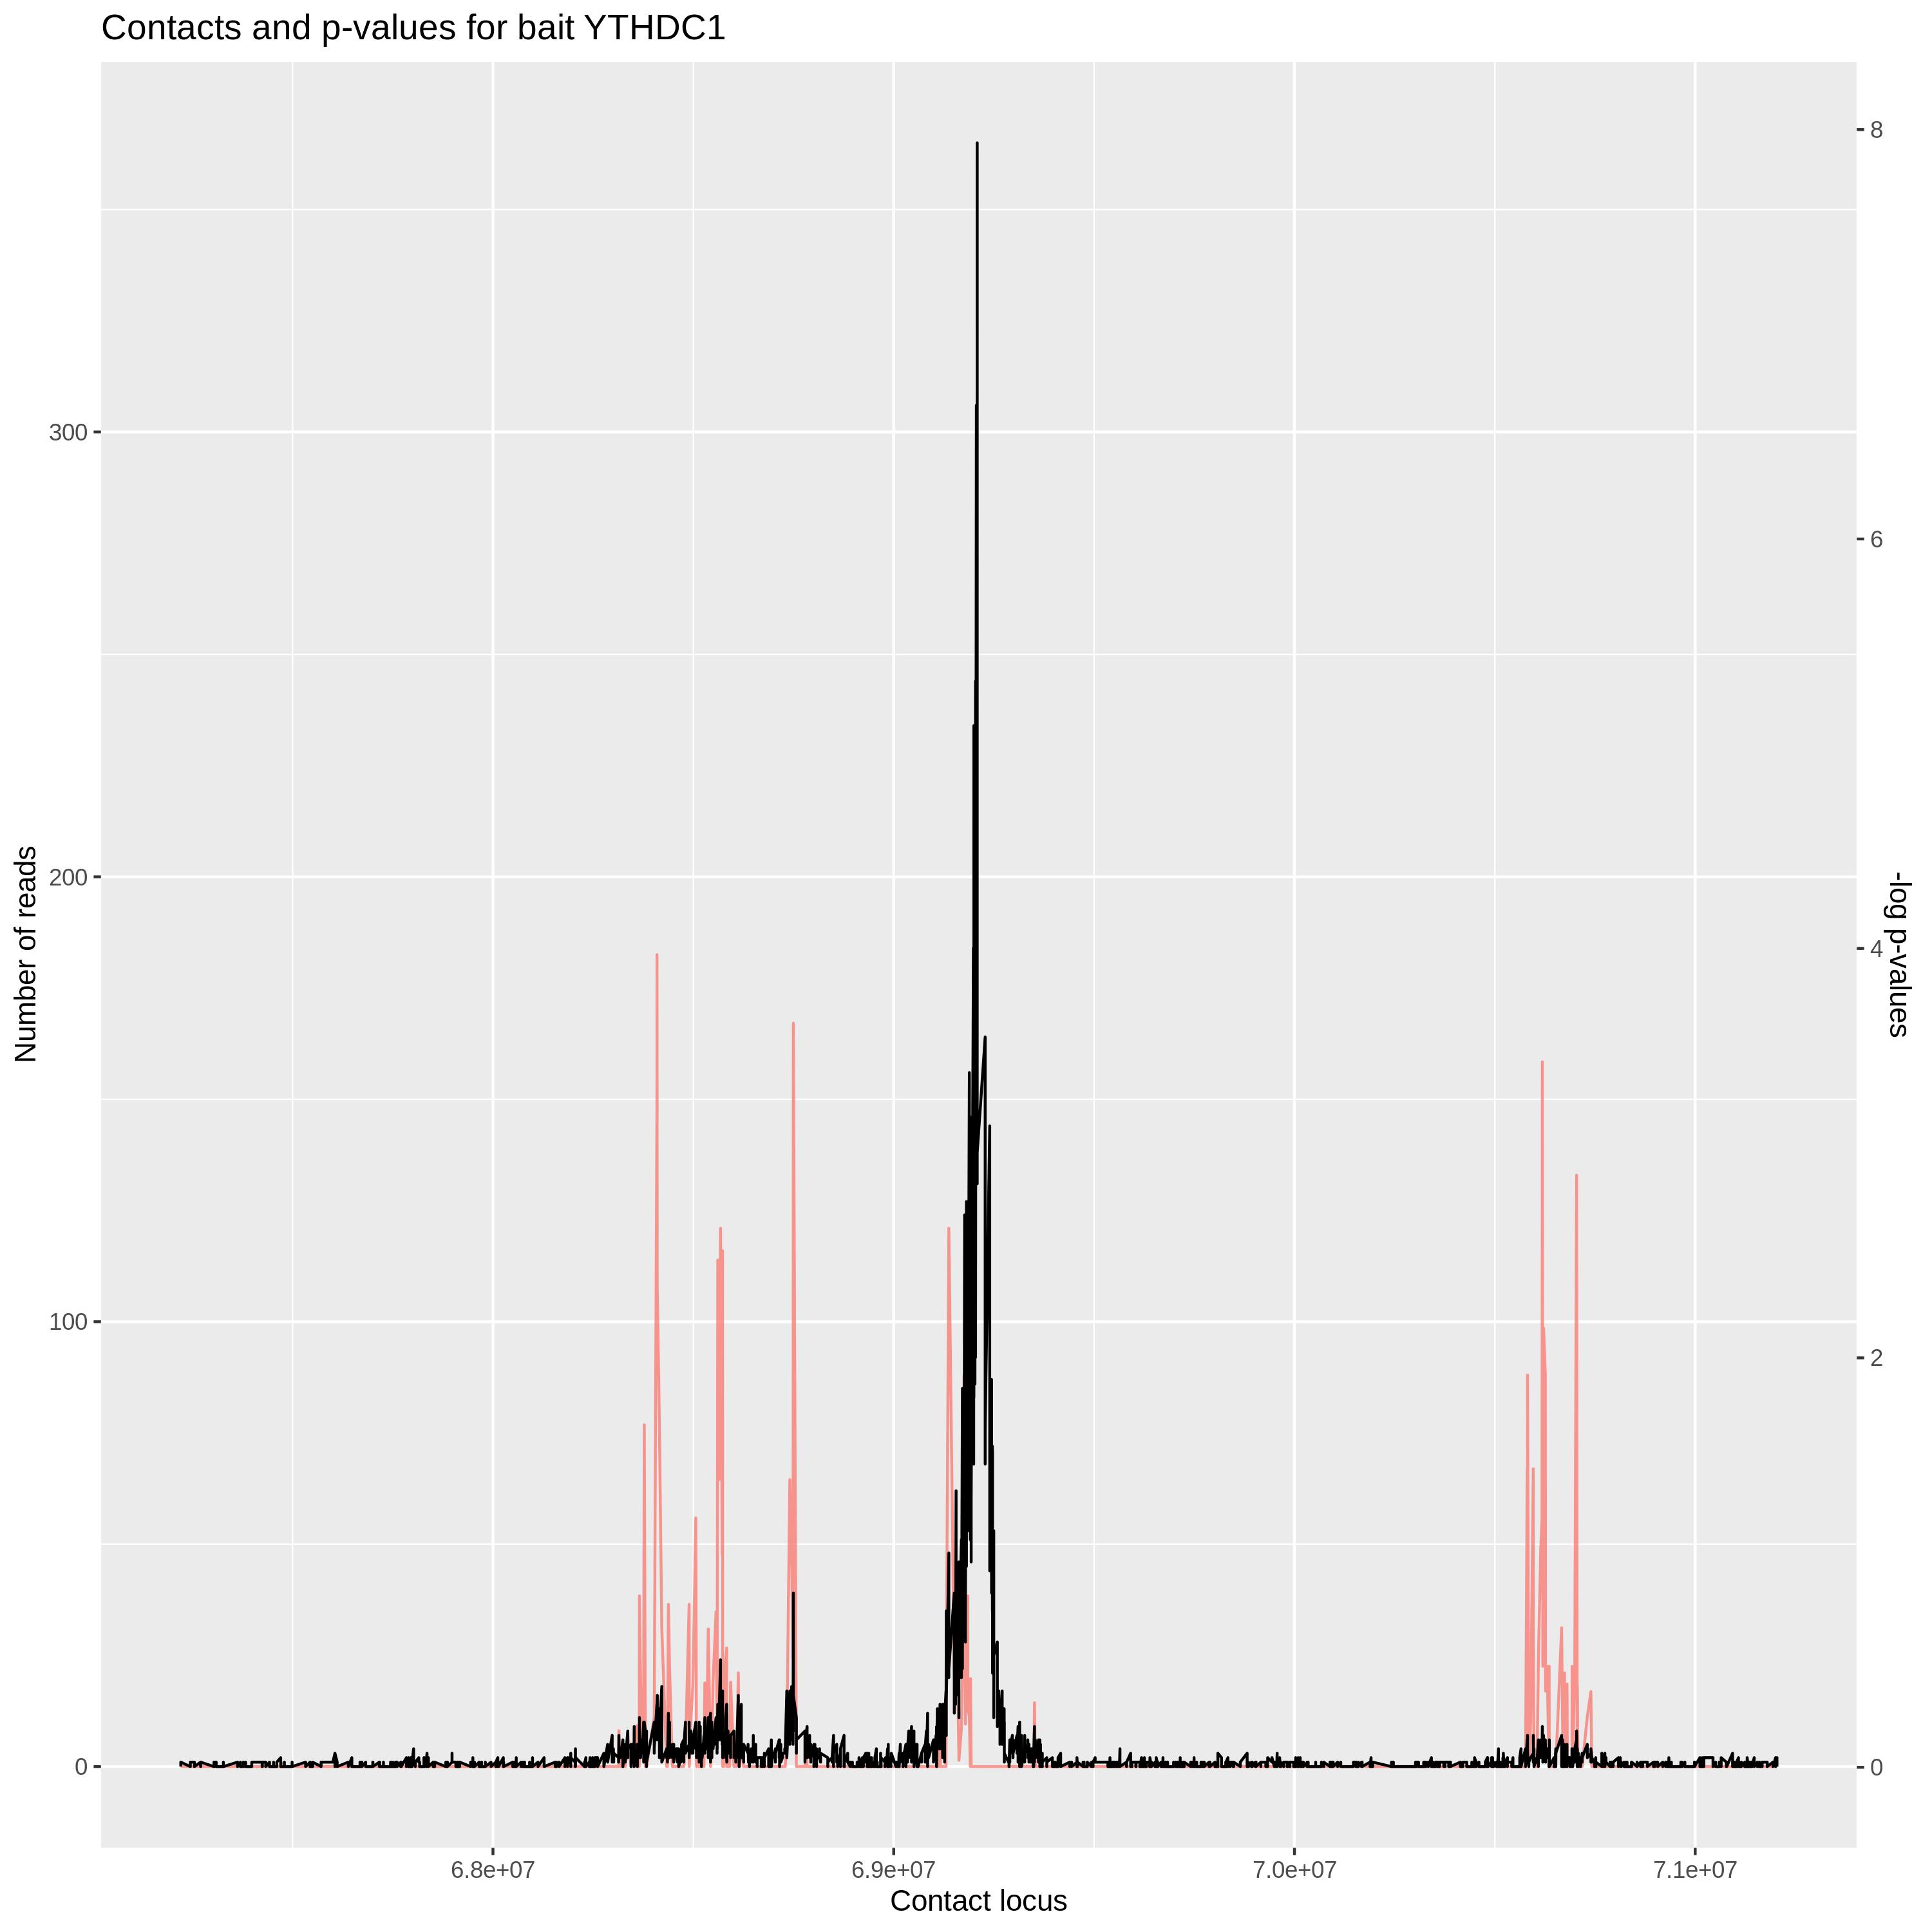 Contacts and p-values for bait YTHDC1
Number of reads
300
200
100
0
8
6
4
2
0
-log p-values
6.8e+07
6.9e+07
7.0e+07
7.1e+07
Contact locus